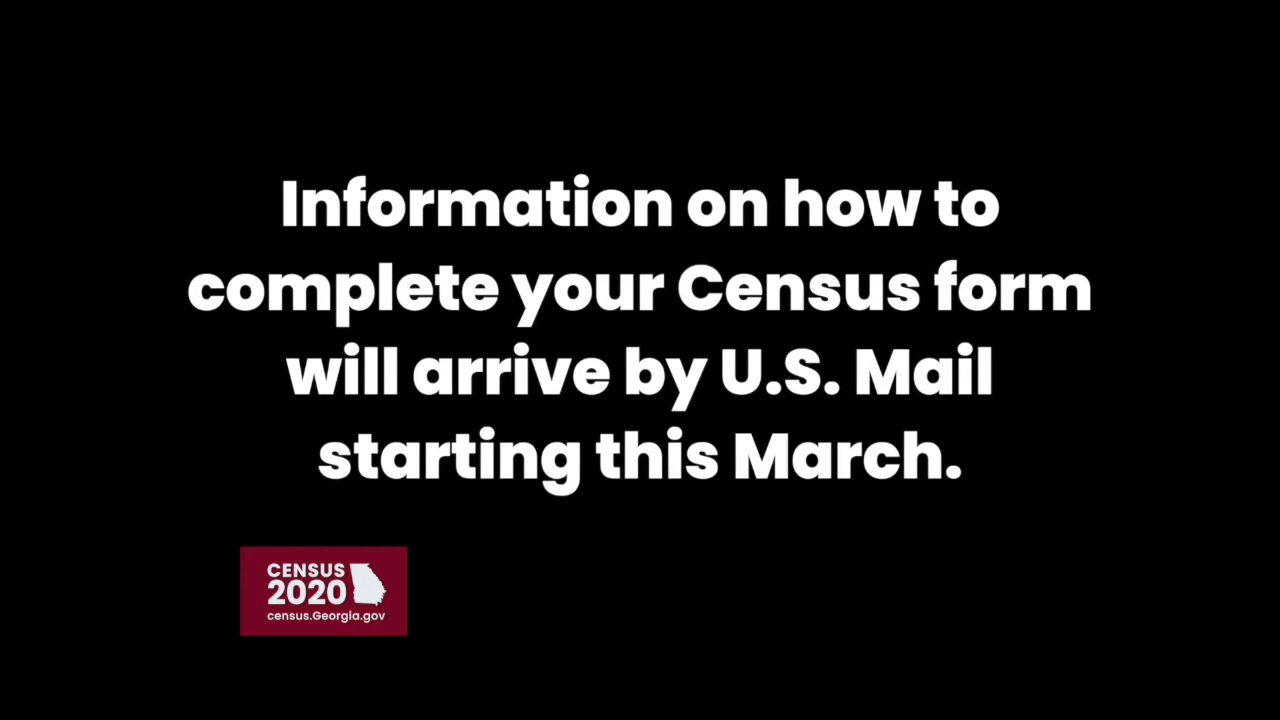 Information on how to
complete your Census form
will arrive by U.S. Mail
starting this March.
CENSUS
2020
census.Georgia.gov